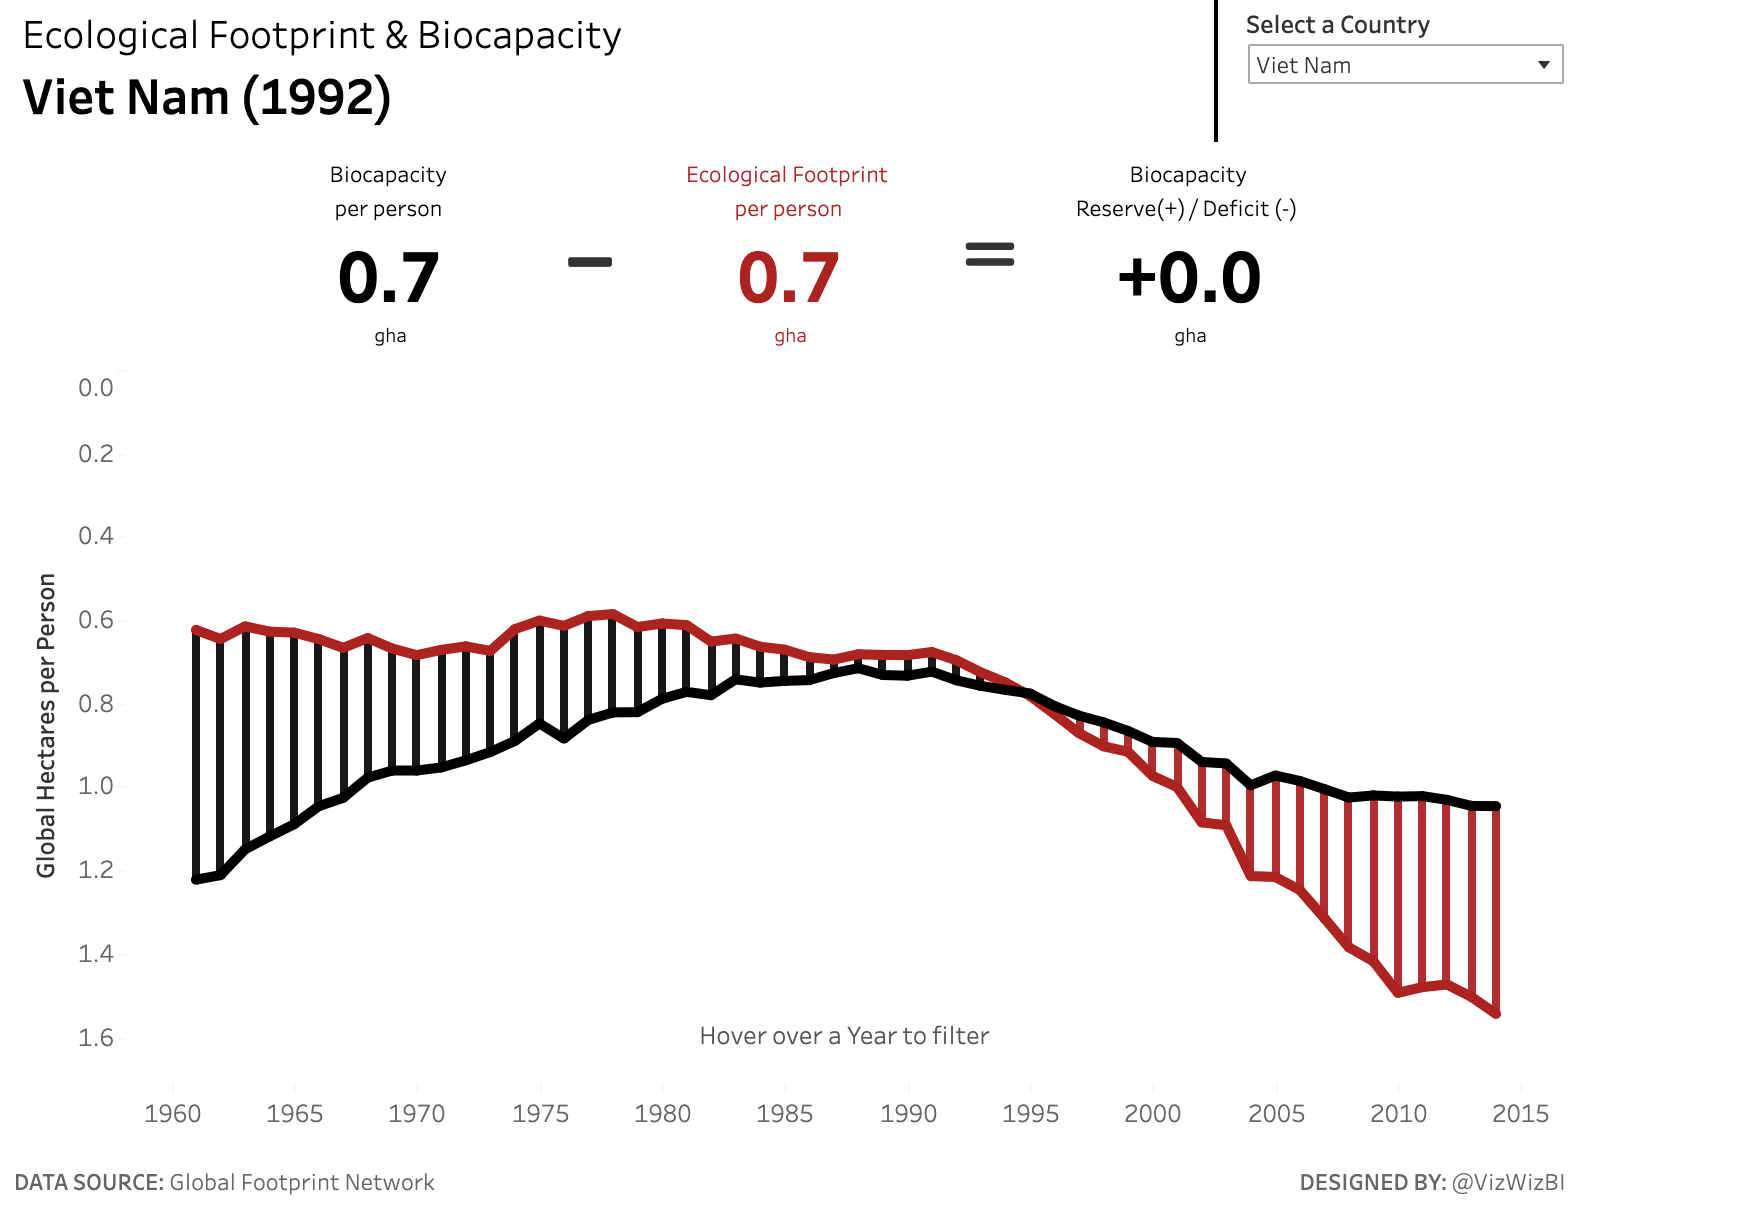 Ecological Footprint & Biocapacity
Viet Nam (1992)
Select a Country
Viet Nam
Biocapacity
per person
0.7
gha
–
Ecological Footprint
per person
0.7
gha
=
Biocapacity
Reserve(+) / Deficit (-)
+0.0
gha
Global Hectares per Person
0.0
0.2
0.4
0.6
0.8
1.0
1.2
1.4
1.6
Hover over a Year to filter
1960 1965 1970 1975 1980 1985 1990 1995 2000 2005 2010 2015
DATA SOURCE: Global Footprint Network
DESIGNED BY: @VizWizBI